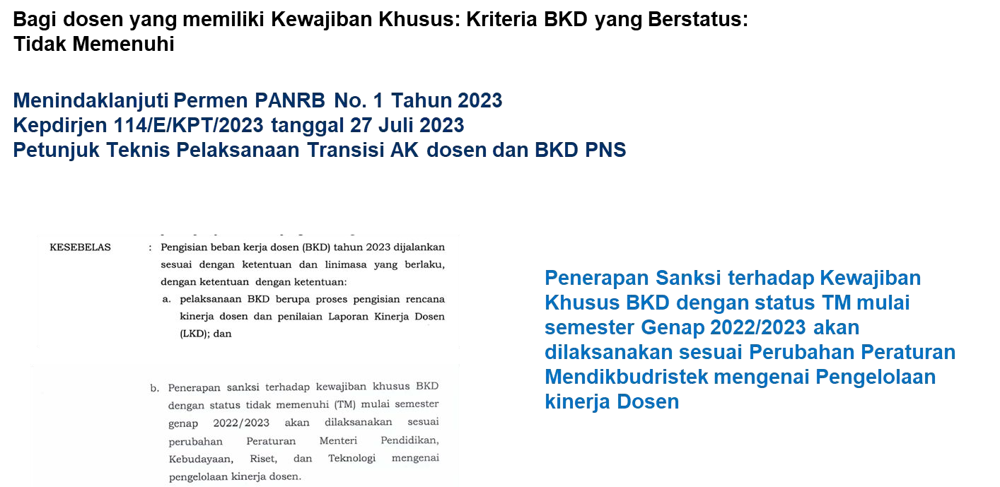 Bagi dosen yang memiliki Kewajiban Khusus: Kriteria BKD yang Berstatus:
Tidak Memenuhi
Menindaklanjuti Permen PANRB No. 1 Tahun 2023
Kepdirjen 114/E/KPT/2023 tanggal 27 Juli 2023
Petunjuk Teknis Pelaksanaan Transisi AK dosen dan BKD PNS
KESEBELAS : Pengisian beban kerja dosen (BKD) tahun 2023 dijalankan
sesuai dengan ketentuan dan linimasa yang berlaku,
dengan ketentuan dengan ketentuan:
a. pelaksanaan BKD berupa proses pengisian rencana
kinerja dosen dan penilaian Laporan Kinerja Dosen
(LKD); dan
b. Penerapan sanksi terhadap kewajiban khusus BKD
dengan status tidak memenuhi (TM) mulai semester
genap 2022/2023 akan dilaksanakan sesuai
perubahan Peraturan Menteri Pendidikan,
Kebudayaan, Riset, dan Teknologi mengenai
pengelolaan kinerja dosen.
Penerapan Sanksi terhadap Kewajiban
Khusus BKD dengan status TM mulai
semester Genap 2022/2023 akan
dilaksanakan sesuai Perubahan Peraturan
Mendikbudristek mengenai Pengelolaan
kinerja Dosen